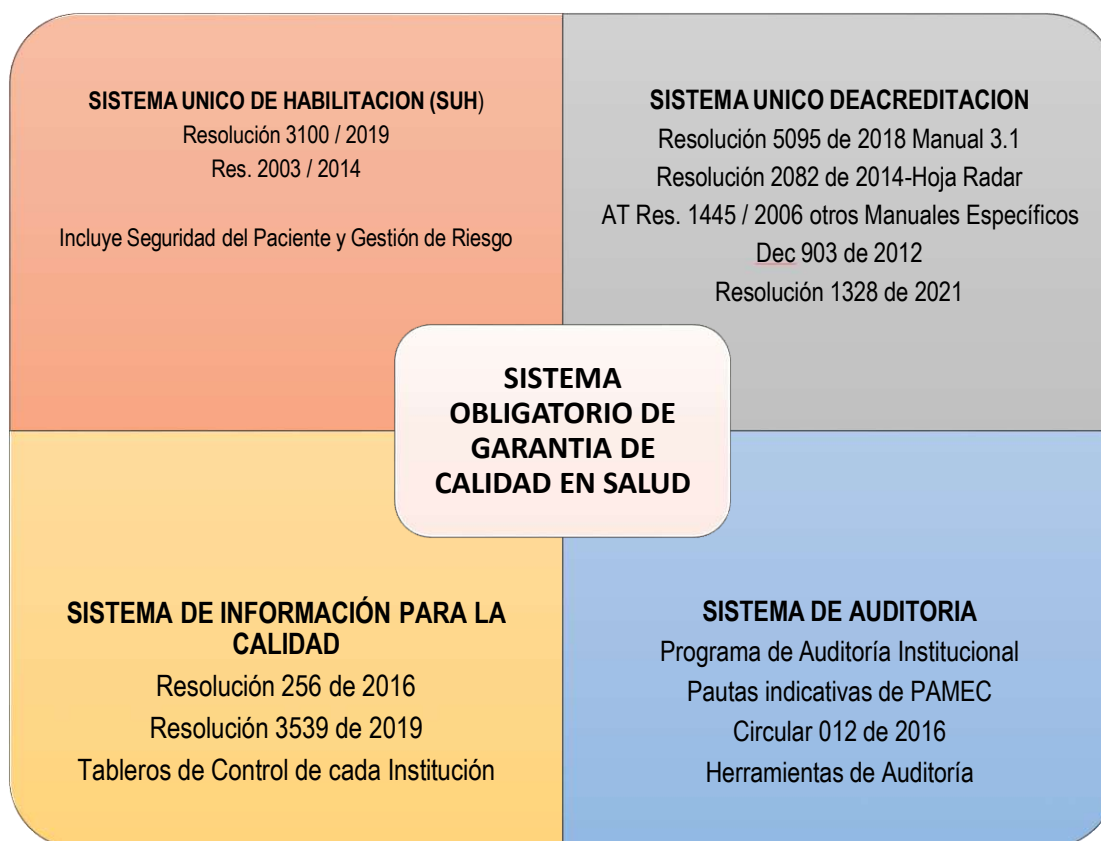 SISTEMA UNICO DE HABILITACION (SUH)
Resolución 3100 / 2019
Res. 2003 / 2014
Incluye Seguridad del Paciente y Gestión de Riesgo
SISTEMA UNICO DEACREDITACION
Resolución 5095 de 2018 Manual 3.1
Resolución 2082 de 2014-Hoja Radar
AT Res. 1445 / 2006 otros Manuales Específicos
Dec 903 de 2012
Resolución 1328 de 2021
SISTEMA
OBLIGATORIO DE
GARANTIA DE
CALIDAD EN SALUD
SISTEMA DE INFORMACIÓN PARA LA
CALIDAD
Resolución 256 de 2016
Resolución 3539 de 2019
Tableros de Control de cada Institución
SISTEMA DE AUDITORIA
Programa de Auditoría Institucional
Pautas indicativas de PAMEC
Circular 012 de 2016
Herramientas de Auditoría